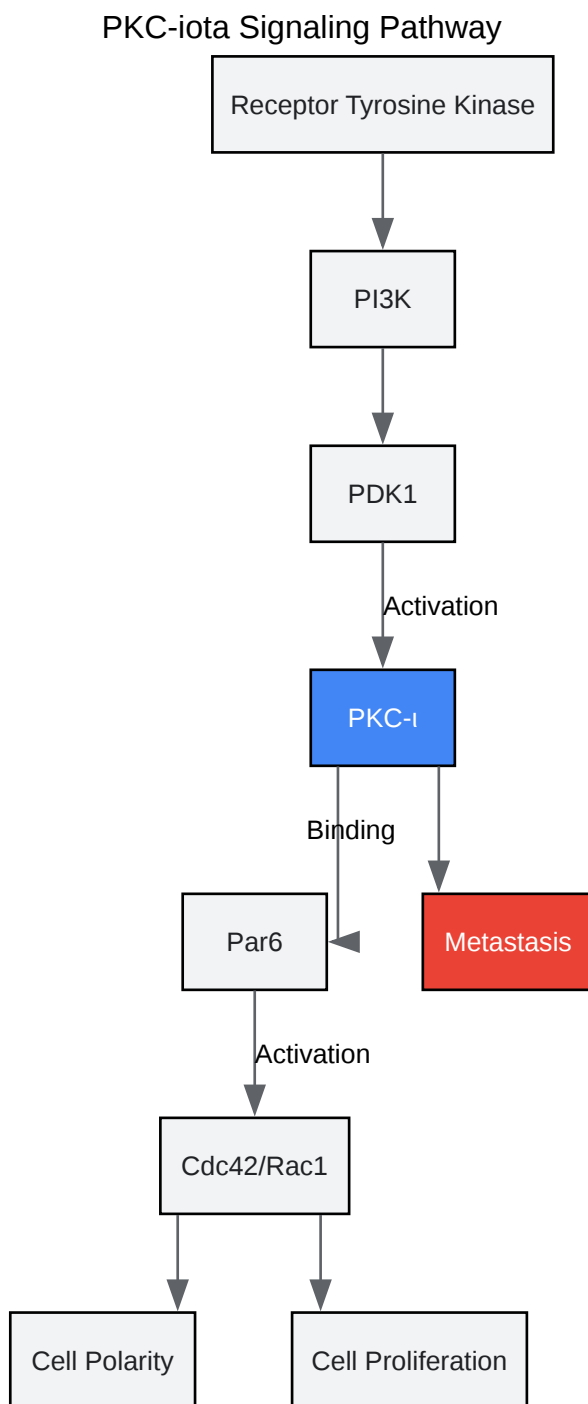 PKC-iota Signaling Pathway
Receptor Tyrosine Kinase
PI3K
PDK1
Activation
PKC-ι
Binding
Par6
Metastasis
Activation
Cdc42/Rac1
Cell Polarity
Cell Proliferation